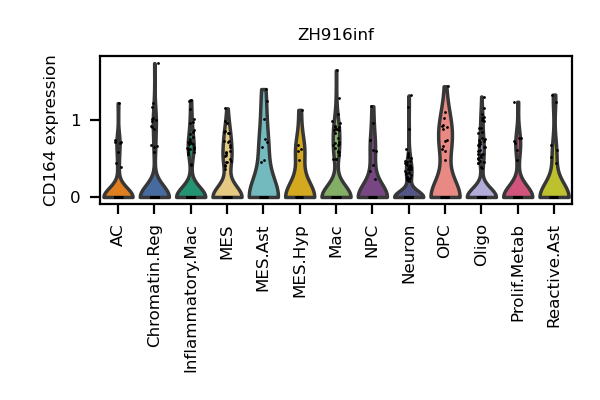 ZH916inf
CD164 expression
1
0
AC
Chromatin.Reg
Inflammatory.Mac
MES
MES.Ast
MES.Hyp
Mac
NPC
Neuron
OPC
Oligo
Prolif.Metab
Reactive.Ast